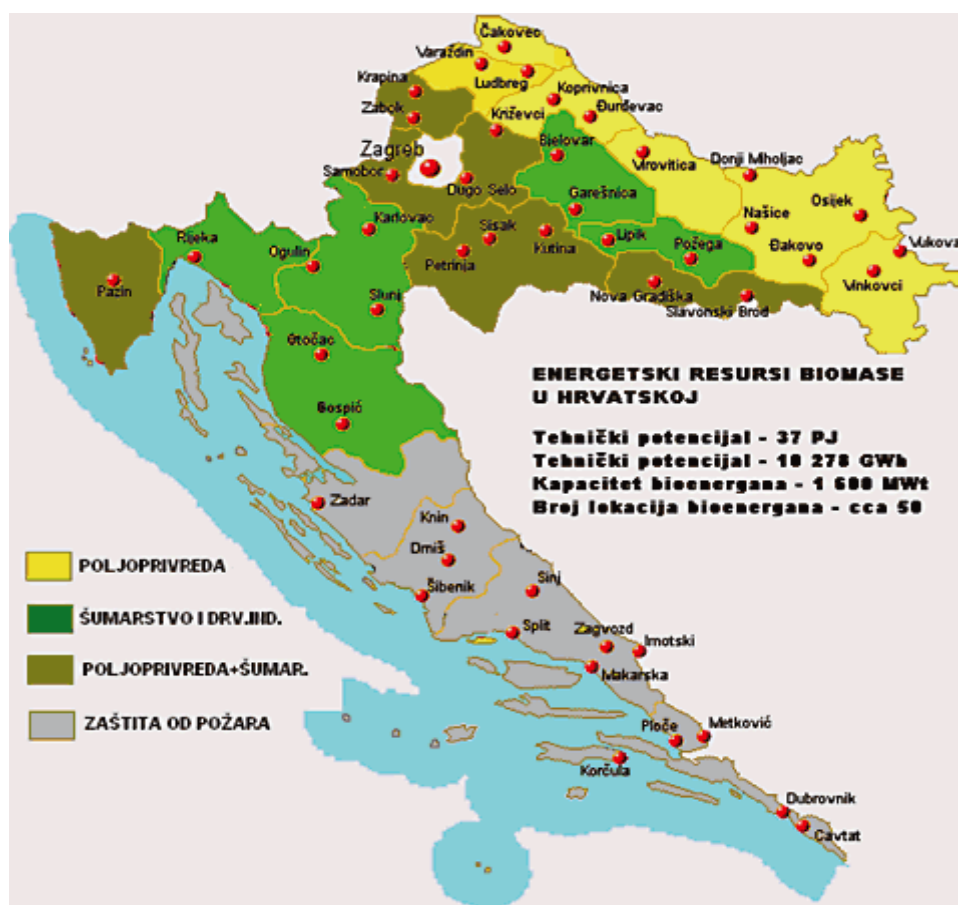 Čakovec
Varaždin
Ludbreg
Krapina
Koprivnica
Zabok
Đurđevac
Križevci
Bjelovar
Virovitica
Zagreb
Donji Miholjac
Samobor
Dugo Selo
Garešnica
Osijek
Našice
Karlovac
Sisak
Rijeka
Ogulin
Kutina
Lipik
Požega
Đakovo
Vukova
Petrinja
Vinkovci
Pazin
Nova Gradiška
Slunj
Slavonski Brod
Otočac
ENERGETSKI RESURSI BIOMASE
U HRVATSKOJ
Gospić
Tehnički potencijal - 37 PJ
Tehnički potencijal - 10 278 GWh
Kapacitet bioenergana - 1 600 MWt
Broj lokacija bioenergana - cca 50
Zadar
Knin
Drniš
POLJOPRIVREDA
Sinj
Šibenik
ŠUMARSTVO I DRV.IND.
Split
Zagvozd
Imotski
POLJOPRIVREDA+ŠUMAR.
Makarska
ZAŠTITA OD POŽARA
Ploče
Metković
Korčula
Dubrovnik
Cavtat